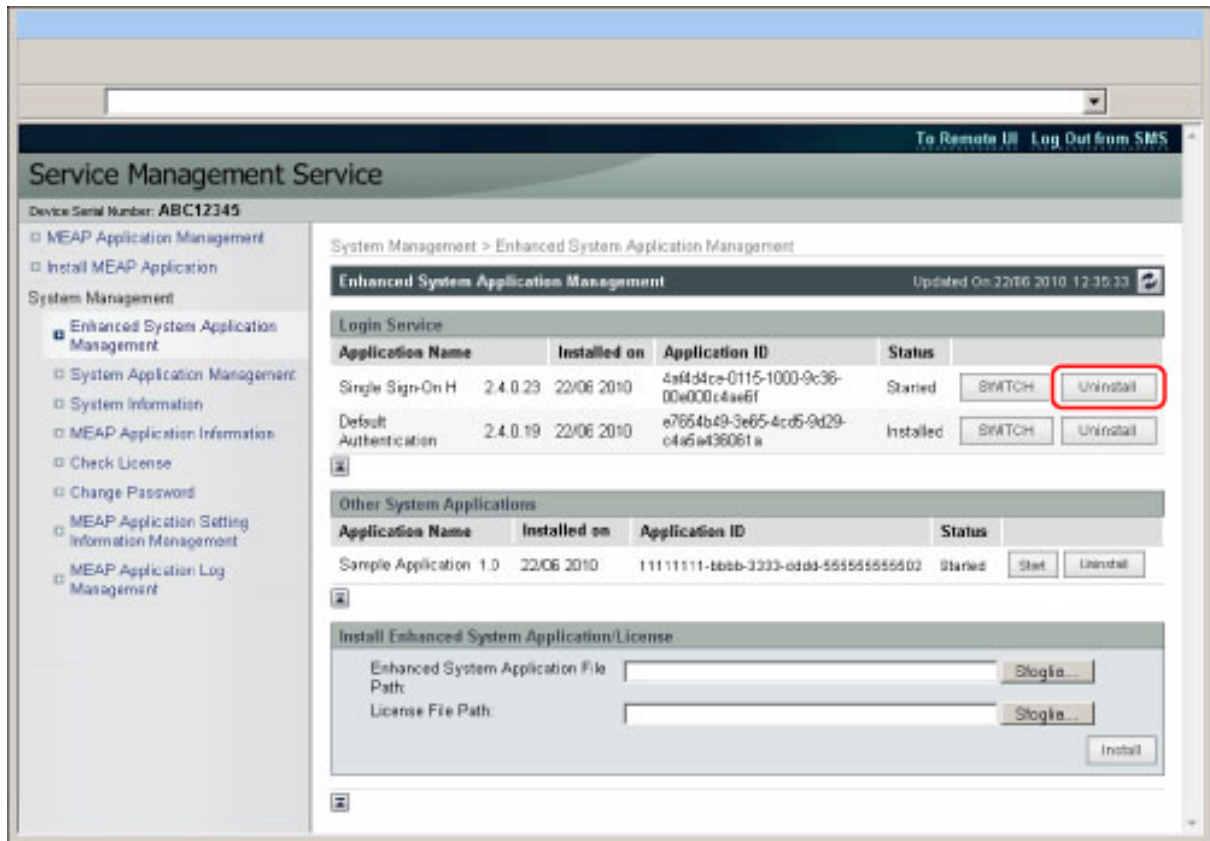 To Remote UI Log Out from SMS
Service Management Service
Device Serial Number: ABC12345
MEAP Application Management
Install MEAP Application
System Management
Enhanced System Application
Management
System Application Management
System Information
MEAP Application Information
Check License
Change Password
MEAP Application Setting
Information Management
MEAP Application Log
Management
System Management > Enhanced System Application Management
Enhanced System Application Management Updated On:22/06 2010 12:35:33
Login Service
Application Name Installed on Application ID Status
Single Sign-On H 2.4.0.23 22/06 2010 4af4d4ce-0115-1000-9c36-
00e000c4ae6f Started SWITCH Uninstall
Default
Authentication 2.4.0.19 22/06 2010 e7654b49-3e65-4cd5-9d29-
c4a5a436061a Installed SWITCH Uninstall
Other System Applications
Application Name Installed on Application ID Status
Sample Application 1.0 22/06 2010 11111111-bbbb-3333-dddd-555555555502 Started Start Uninstall
Install Enhanced System Application/License
Enhanced System Application File
Path: Sfoglia...
License File Path: Sfoglia...
Install